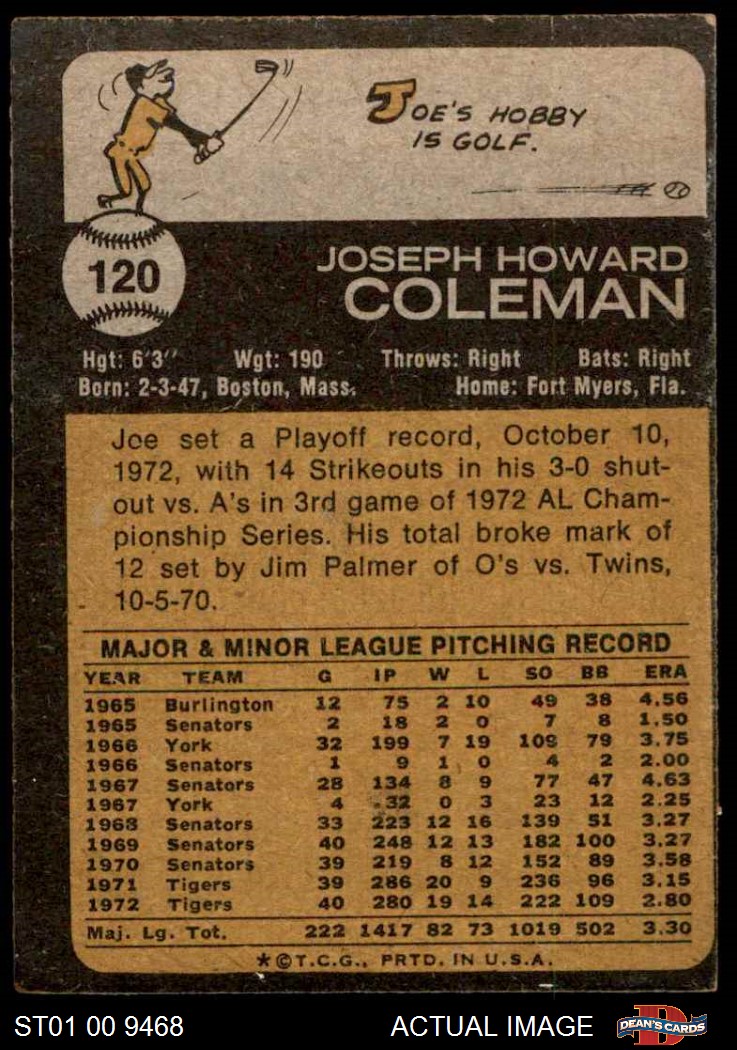 JOE'S HOBBY
IS GOLF.
120
JOSEPH HOWARD
COLEMAN
Hgt: 6'3" Wgt: 190 Throws: Right Bats: Right
Born: 2-3-47, Boston, Mass. Home: Fort Myers, Fla.
Joe set a Playoff record, October 10,
1972, with 14 Strikeouts in his 3-0 shut-
out vs. A's in 3rd game of 1972 AL Cham-
pionship Series. His total broke mark of
12 set by Jim Palmer of O's vs. Twins,
10-5-70.
MAJOR & MINOR LEAGUE PITCHING RECORD
YEAR TEAM G IP W L SO BB ERA
1965 Burlington 12 75 2 10 49 38 4.56
1965 Senators 2 18 2 0 7 8 1.50
1966 York 32 199 7 19 109 79 3.75
1966 Senators 1 9 1 0 4 2 2.00
1967 Senators 28 134 8 9 77 47 4.63
1967 York 4 32 0 3 23 12 2.25
1968 Senators 33 223 12 16 139 51 3.27
1969 Senators 40 248 12 13 182 100 3.27
1970 Senators 39 219 8 12 152 89 3.58
1971 Tigers 39 286 20 9 236 96 3.15
1972 Tigers 40 280 19 14 222 109 2.80
Maj. Lg. Tot. 222 1417 82 73 1019 502 3.30
*©T.C.G., PRTD. IN U.S.A.
ST01 00 9468 ACTUAL IMAGE D DEAN'S CARDS